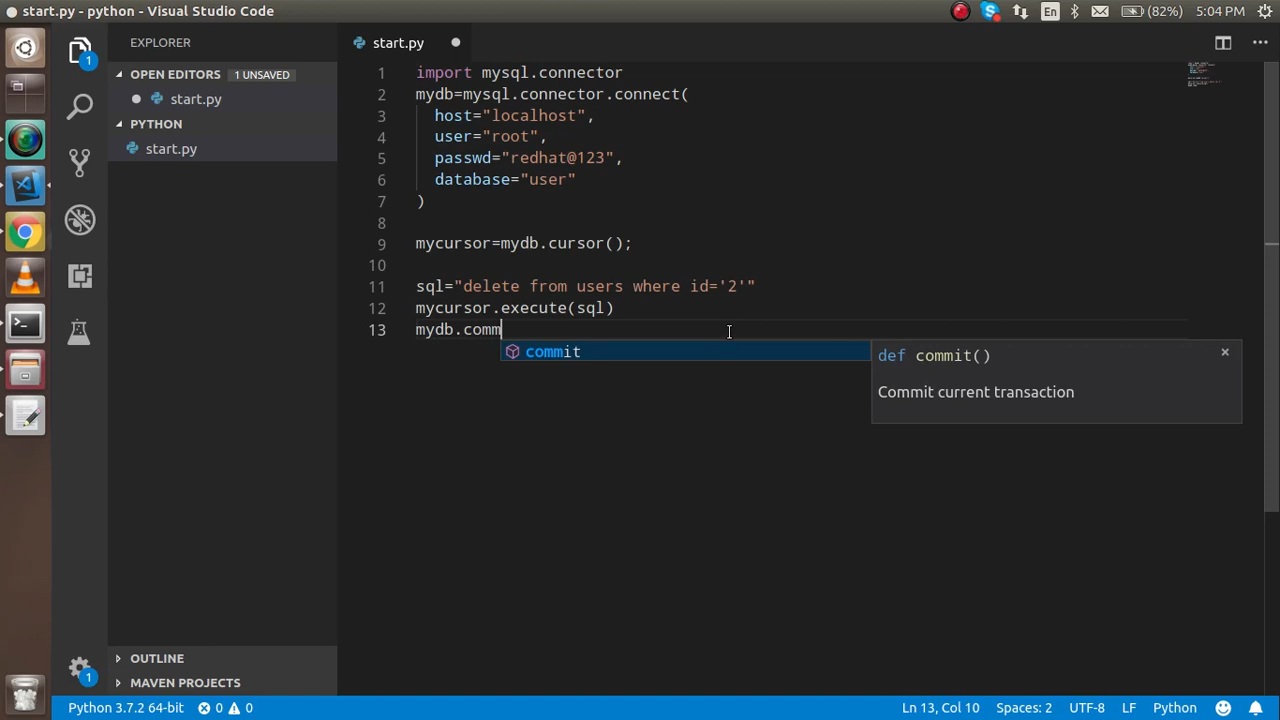 start.py - python - Visual Studio Code
En (82%) 5:04 PM
EXPLORER
OPEN EDITORS 1 UNSAVED
start.py
PYTHON
start.py
OUTLINE
MAVEN PROJECTS
1
1
start.py
1 import mysql.connector
2 mydb=mysql.connector.connect(
3 host="localhost",
4 user="root",
5 passwd="redhat@123",
6 database="user"
7 )
8
9 mycursor=mydb.cursor();
10
11 sql="delete from users where id='2'"
12 mycursor.execute(sql)
13 mydb.comm
commit
def commit()
Commit current transaction
Python 3.7.2 64-bit 0 0 Ln 13, Col 10 Spaces: 2 UTF-8 LF Python